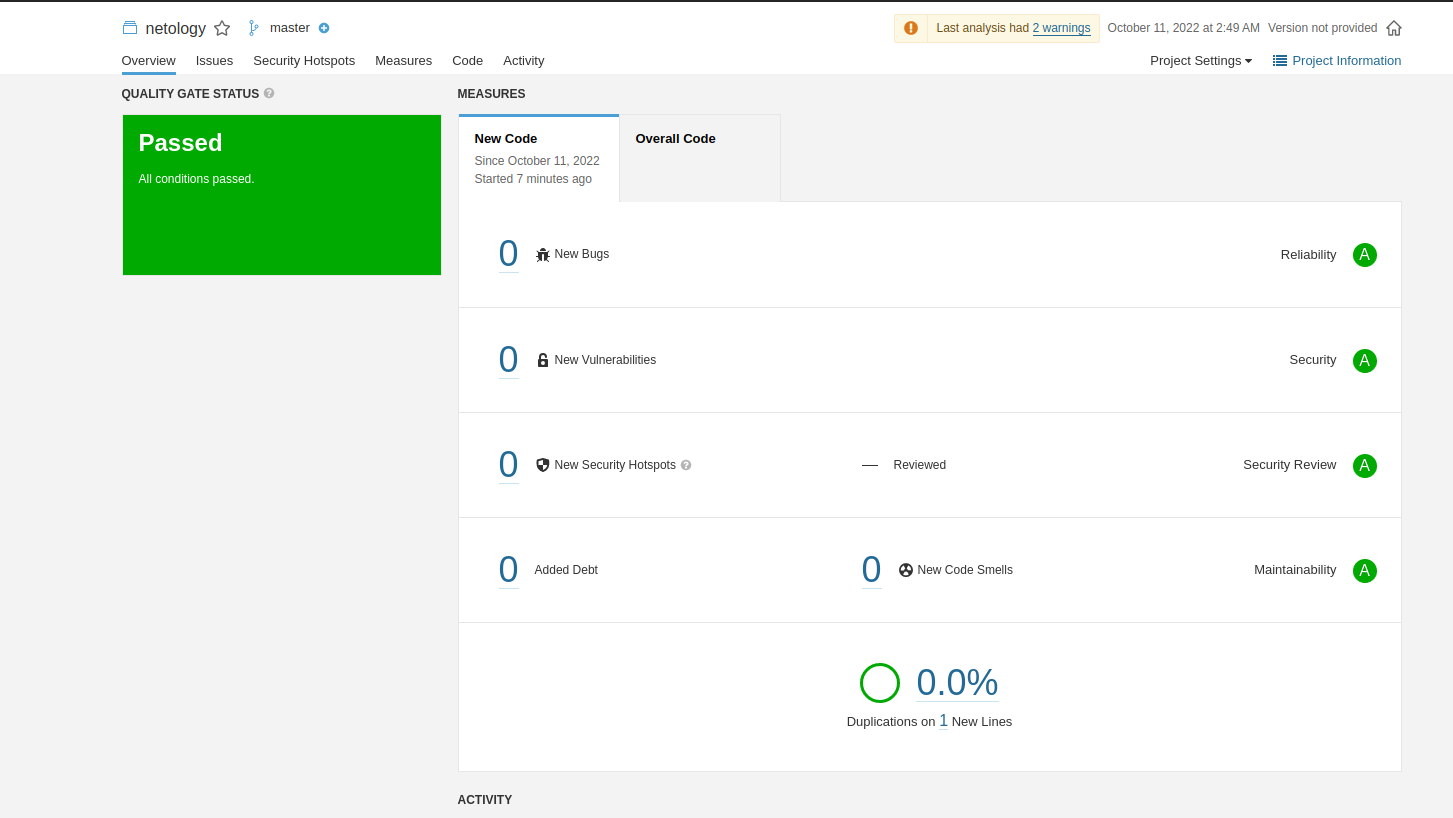 netology master Last analysis had 2 warnings October 11, 2022 at 2:49 AM Version not provided
Overview Issues Security Hotspots Measures Code Activity Project Settings Project Information
QUALITY GATE STATUS ?
Passed
All conditions passed.
MEASURES
New Code
Since October 11, 2022
Started 7 minutes ago
Overall Code
0 New Bugs Reliability A
0 New Vulnerabilities Security A
0 New Security Hotspots ? — Reviewed Security Review A
0 Added Debt 0 New Code Smells Maintainability A
0.0%
Duplications on 1 New Lines
ACTIVITY